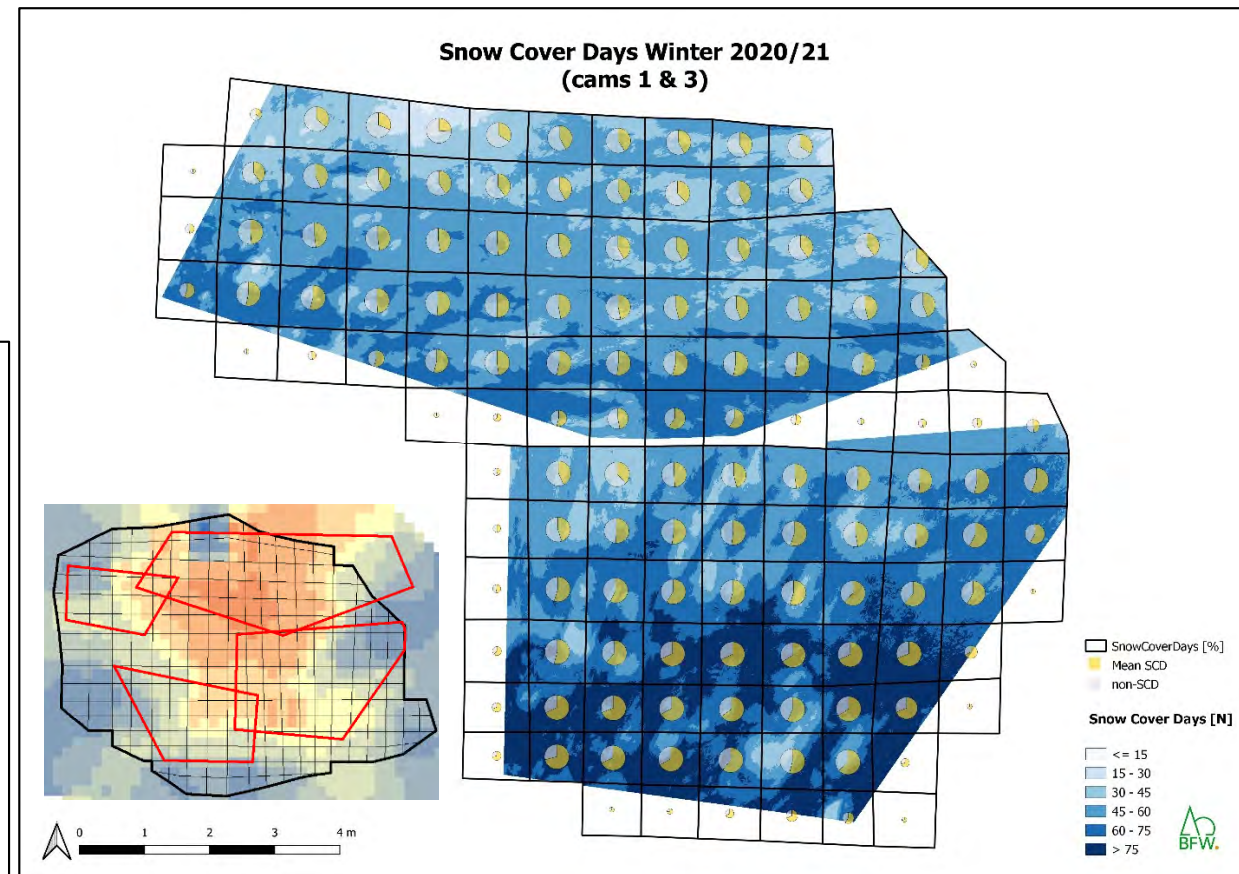 Snow Cover Days Winter 2020/21
(cams 1 & 3)
SnowCoverDays [%]
Mean SCD
non-SCD
Snow Cover Days [N]
<= 15
15 - 30
30 - 45
45 - 60
60 - 75
> 75
0 1 2 3 4 m
BFW.